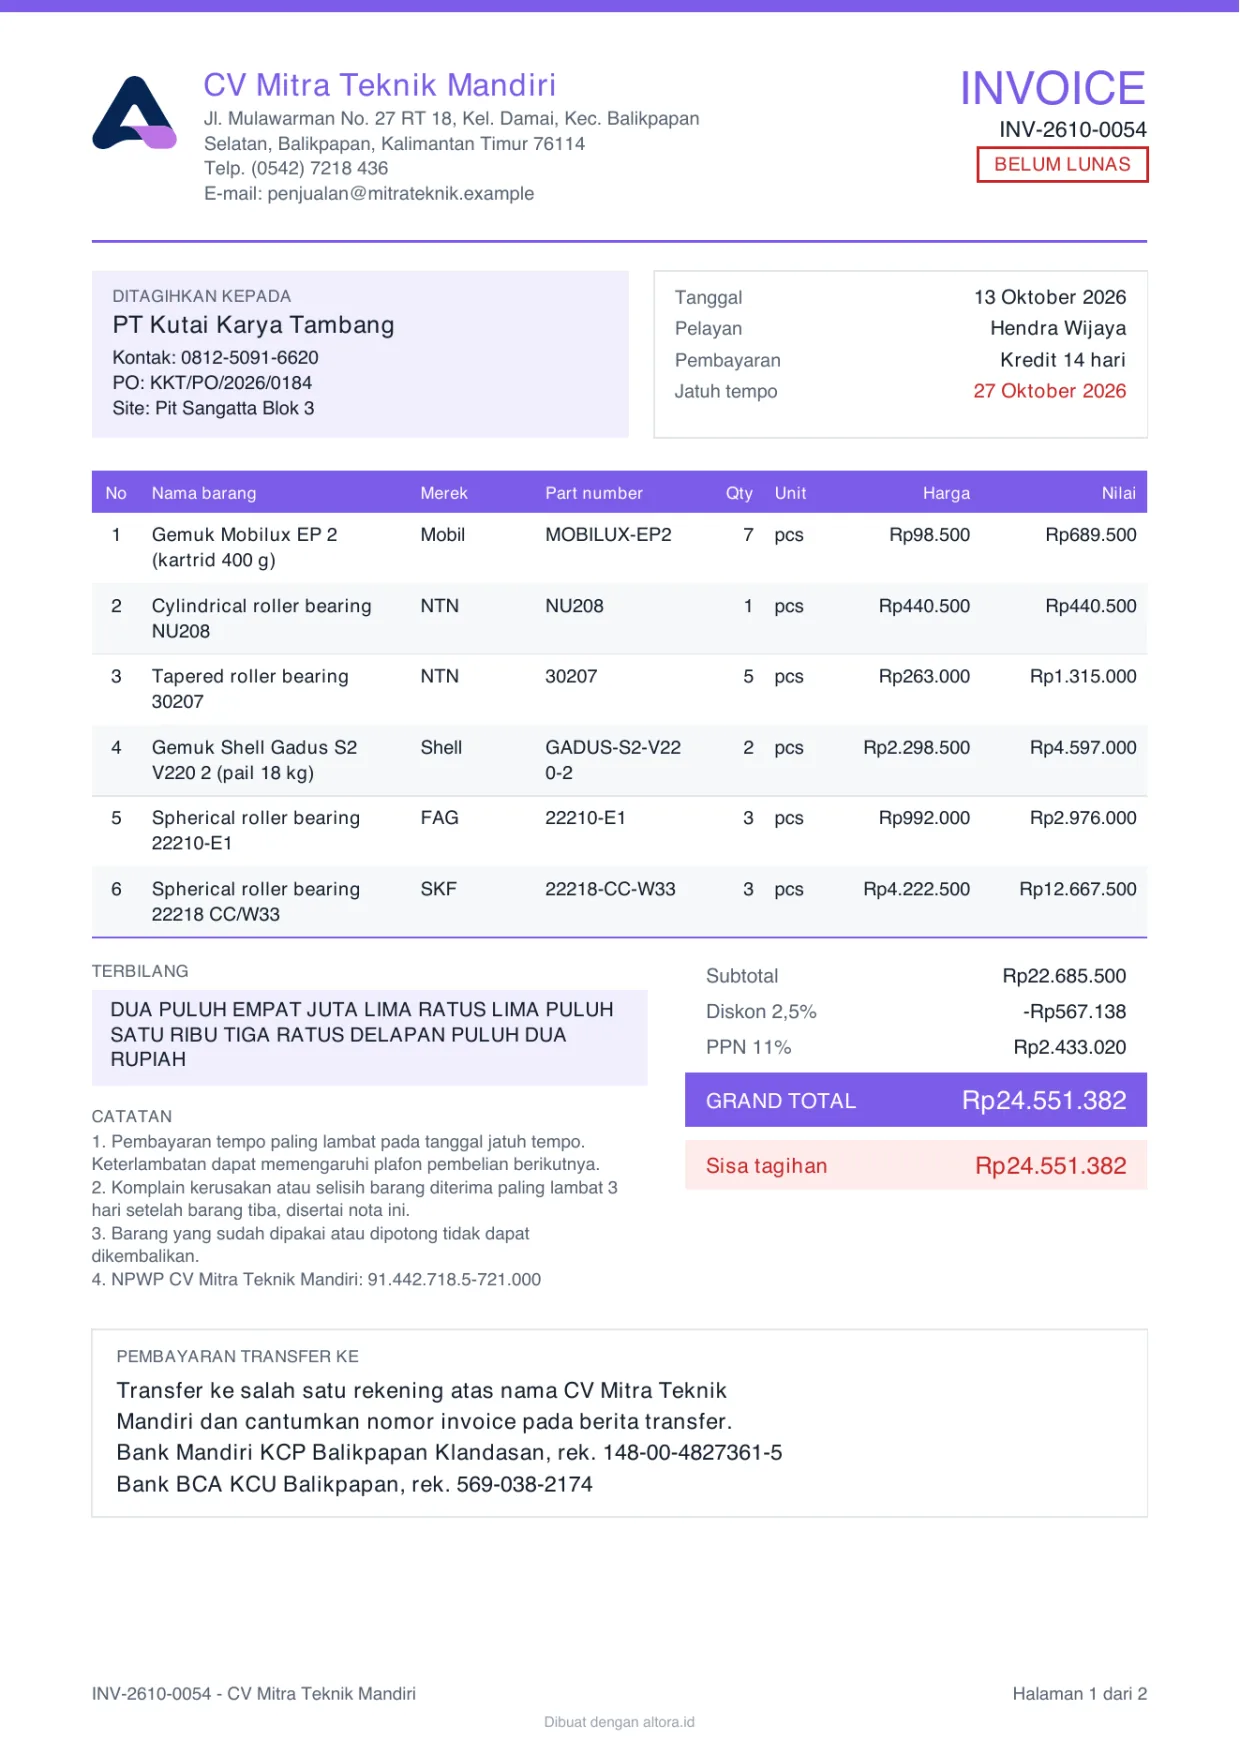 CV Mitra Teknik Mandiri
Jl. Mulawarman No. 27 RT 18, Kel. Damai, Kec. Balikpapan
Selatan, Balikpapan, Kalimantan Timur 76114
Telp. (0542) 7218 436
E-mail: penjualan@mitrateknik.example
INVOICE
INV-2610-0054
BELUM LUNAS
DITAGIHKAN KEPADA
PT Kutai Karya Tambang
Kontak: 0812-5091-6620
PO: KKT/PO/2026/0184
Site: Pit Sangatta Blok 3
Tanggal 13 Oktober 2026
Pelayan Hendra Wijaya
Pembayaran Kredit 14 hari
Jatuh tempo 27 Oktober 2026
No Nama barang Merek Part number Qty Unit Harga Nilai
1 Gemuk Mobilux EP 2 Mobil MOBILUX-EP2 7 pcs Rp98.500 Rp689.500
(kartrid 400 g)
2 Cylindrical roller bearing NTN NU208 1 pcs Rp440.500 Rp440.500
NU208
3 Tapered roller bearing NTN 30207 5 pcs Rp263.000 Rp1.315.000
30207
4 Gemuk Shell Gadus S2 Shell GADUS-S2-V22 2 pcs Rp2.298.500 Rp4.597.000
V220 2 (pail 18 kg) 0-2
5 Spherical roller bearing FAG 22210-E1 3 pcs Rp992.000 Rp2.976.000
22210-E1
6 Spherical roller bearing SKF 22218-CC-W33 3 pcs Rp4.222.500 Rp12.667.500
22218 CC/W33
TERBILANG
DUA PULUH EMPAT JUTA LIMA RATUS LIMA PULUH
SATU RIBU TIGA RATUS DELAPAN PULUH DUA
RUPIAH
CATATAN
1. Pembayaran tempo paling lambat pada tanggal jatuh tempo.
Keterlambatan dapat memengaruhi plafon pembelian berikutnya.
2. Komplain kerusakan atau selisih barang diterima paling lambat 3
hari setelah barang tiba, disertai nota ini.
3. Barang yang sudah dipakai atau dipotong tidak dapat
dikembalikan.
4. NPWP CV Mitra Teknik Mandiri: 91.442.718.5-721.000
Subtotal Rp22.685.500
Diskon 2,5% -Rp567.138
PPN 11% Rp2.433.020
GRAND TOTAL Rp24.551.382
Sisa tagihan Rp24.551.382
PEMBAYARAN TRANSFER KE
Transfer ke salah satu rekening atas nama CV Mitra Teknik
Mandiri dan cantumkan nomor invoice pada berita transfer.
Bank Mandiri KCP Balikpapan Klandasan, rek. 148-00-4827361-5
Bank BCA KCU Balikpapan, rek. 569-038-2174
INV-2610-0054 - CV Mitra Teknik Mandiri
Halaman 1 dari 2
Dibuat dengan altora.id